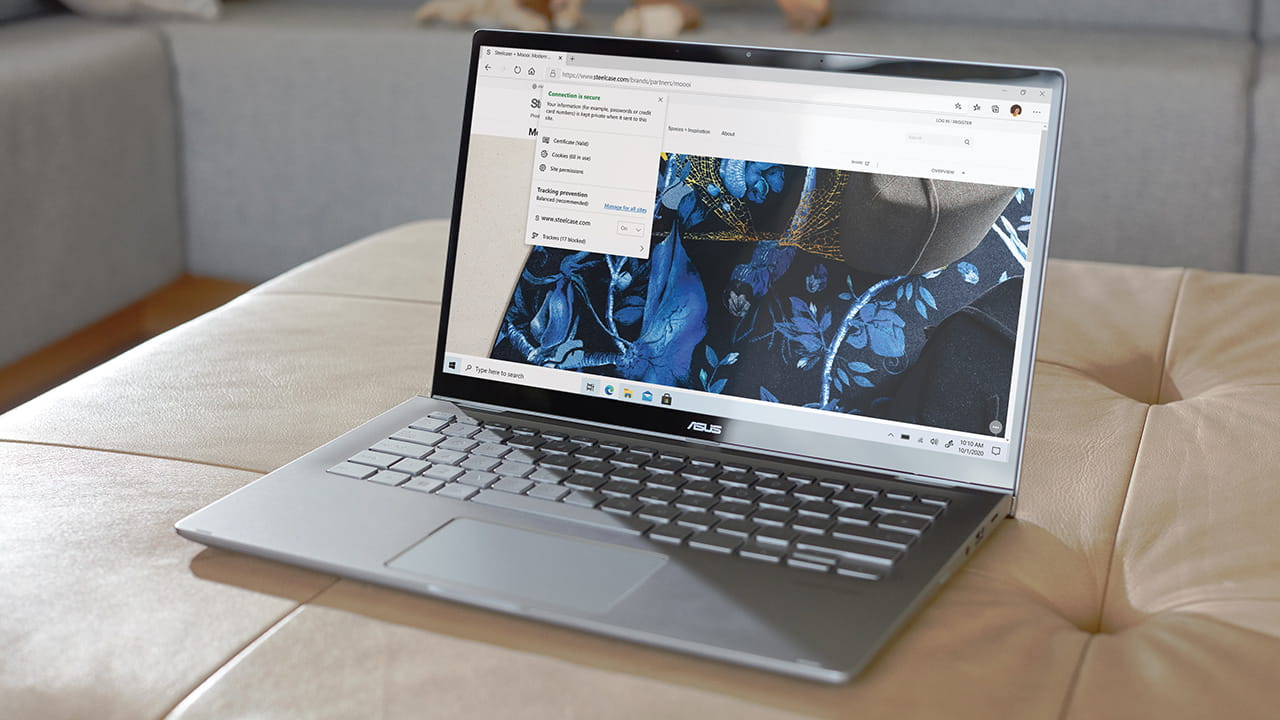 Steelcase + Moooi: Modern...
https://www.steelcase.com/brands/partners/moooi
Connection is secure
Your information (for example, passwords or credit
card numbers) is kept private when it is sent to this
site.
Certificate (Valid)
Cookies (68 in use)
Site permissions
Tracking prevention
Balanced (recommended)
Manage for all sites
www.steelcase.com
On
Trackers (17 blocked)
LOG IN / REGISTER
Spaces + Inspiration
About
Search
SHARE
OVERVIEW
Type here to search
10:10 AM
10/1/2020
ASUS